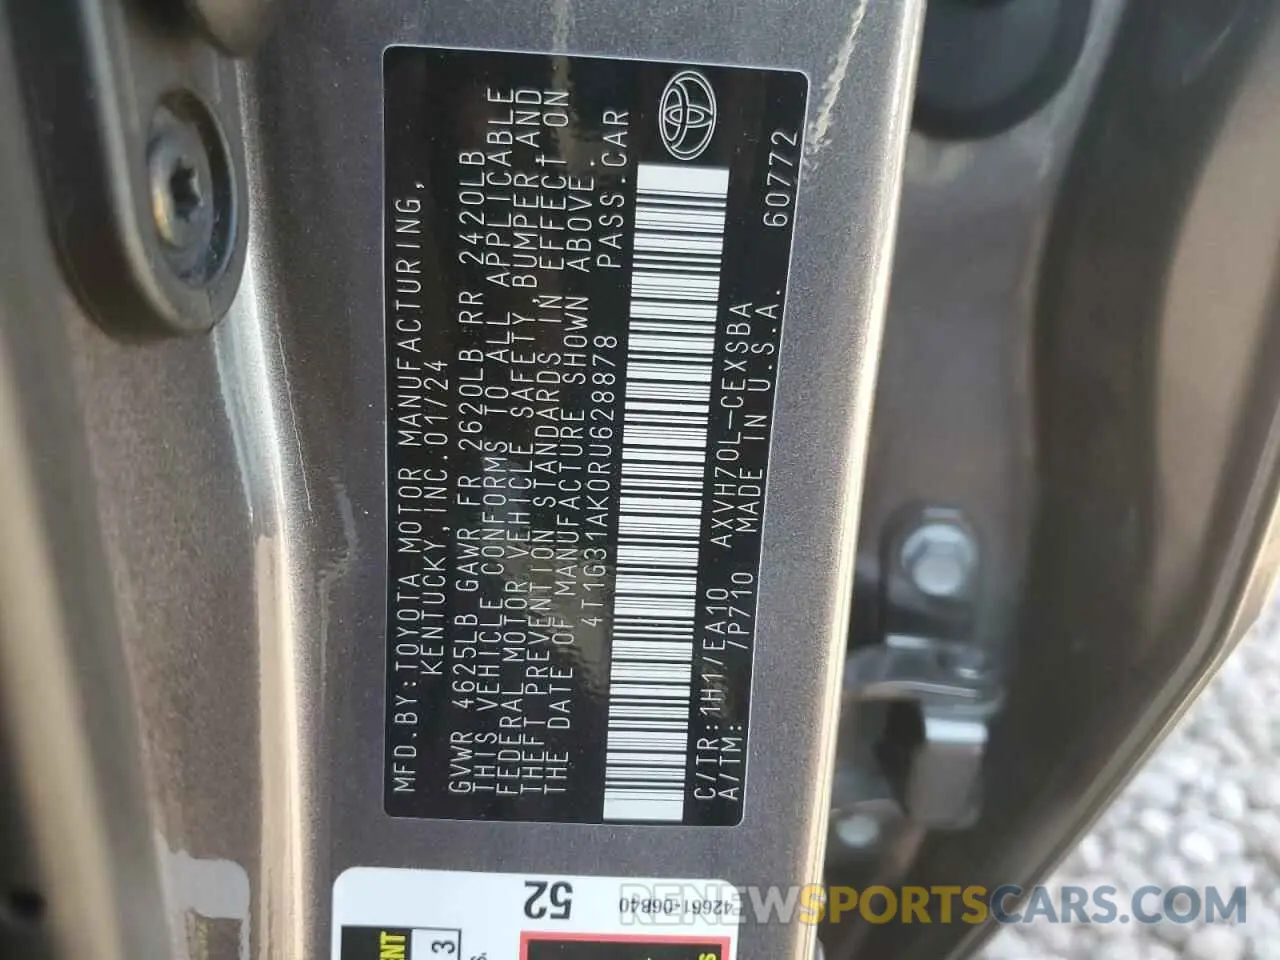 MFD.BY:TOYOTA MOTOR MANUFACTURING,
KENTUCKY, INC. 01/24
GVWR 4625LB GAWR FR 2620LB RR 2420LB
THIS VEHICLE CONFORMS TO ALL APPLICABLE
FEDERAL MOTOR VEHICLE SAFETY, BUMPER, AND
THEFT PREVENTION STANDARDS IN EFFECT ON
THE DATE OF MANUFACTURE SHOWN ABOVE.
4T1G31AK0RU628878 PASS.CAR
C/TR:1H1/EA10 AXVH70L-CEXSBA 60772
A/TM: /P710 MADE IN U.S.A.
52
42661-06840
3
RENEWSPORTSCARS.COM